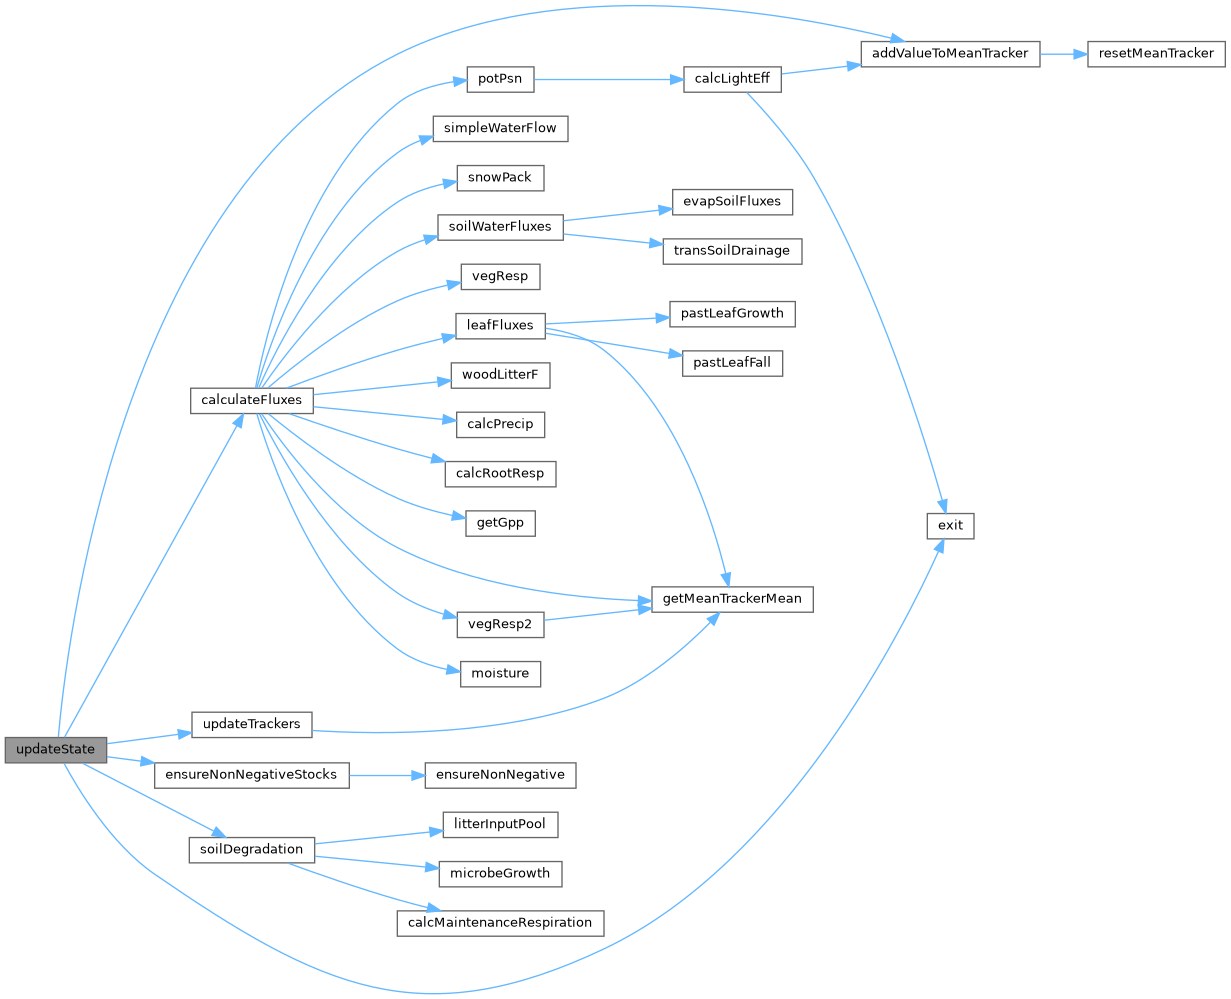 addValueToMeanTracker
resetMeanTracker
potPsn
calcLightEff
simpleWaterFlow
snowPack
evapSoilFluxes
soilWaterFluxes
transSoilDrainage
vegResp
pastLeafGrowth
leafFluxes
pastLeafFall
woodLitterF
calculateFluxes
calcPrecip
calcRootResp
getGpp
exit
getMeanTrackerMean
vegResp2
moisture
updateTrackers
updateState
ensureNonNegativeStocks
ensureNonNegative
litterInputPool
soilDegradation
microbeGrowth
calcMaintenanceRespiration